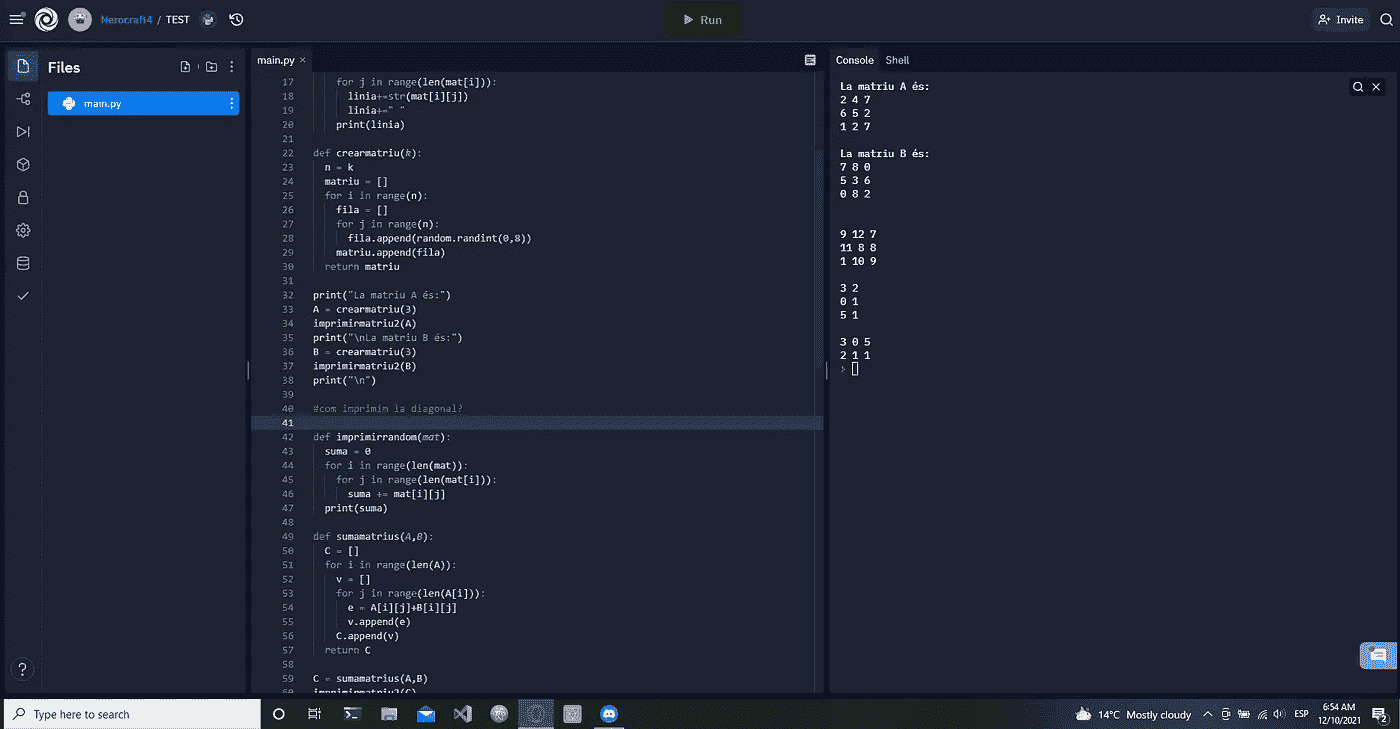 Nerocraft4 / TEST
Run
Invite
Files
main.py
main.py ×
17 for j in range(len(mat[i])):
18 linia+=str(mat[i][j])
19 linia+=" "
20 print(linia)
21
22 def crearmatriu(k):
23 n = k
24 matriu = []
25 for i in range(n):
26 fila = []
27 for j in range(n):
28 fila.append(random.randint(0,8))
29 matriu.append(fila)
30 return matriu
31
32 print("La matriu A és:")
33 A = crearmatriu(3)
34 imprimirmatriu2(A)
35 print("\nLa matriu B és:")
36 B = crearmatriu(3)
37 imprimirmatriu2(B)
38 print("\n")
39
40 #com imprimim la diagonal?
41
42 def imprimirrandom(mat):
43 suma = 0
44 for i in range(len(mat)):
45 for j in range(len(mat[i])):
46 suma += mat[i][j]
47 print(suma)
48
49 def sumamatrius(A,B):
50 C = []
51 for i in range(len(A)):
52 v = []
53 for j in range(len(A[i])):
54 e = A[i][j]+B[i][j]
55 v.append(e)
56 C.append(v)
57 return C
58
59 C = sumamatrius(A,B)
60 imprimirmatriu2(C)
Console Shell
La matriu A és:
2 4 7
6 5 2
1 2 7
La matriu B és:
7 8 0
5 3 6
0 8 2
9 12 7
11 8 8
1 10 9
3 2
0 1
5 1
3 0 5
2 1 1
?
Type here to search
14°C Mostly cloudy
ESP
6:54 AM
12/10/2021
2